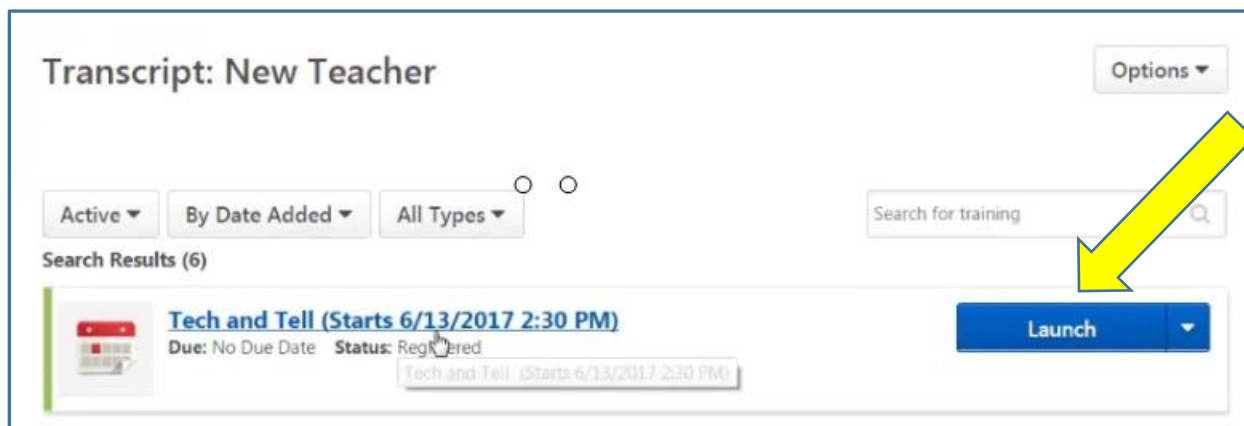 Transcript: New Teacher
Options
Active
By Date Added
All Types
Search for training
Search Results (6)
Tech and Tell (Starts 6/13/2017 2:30 PM)
Launch
Due: No Due Date Status: Registered
Tech and Tell (Starts 6/13/2017 2:30 PM)